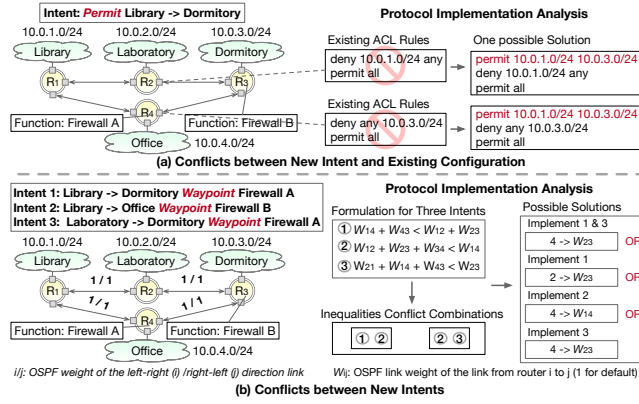 Intent: Permit Library -> Dormitory
Protocol Implementation Analysis
10.0.1.0/24 10.0.2.0/24 10.0.3.0/24
Library Laboratory Dormitory
R1 R2 R3
R4
Function: Firewall A Function: Firewall B
10.0.4.0/24
Office
Existing ACL Rules
deny 10.0.1.0/24 any
permit all
Existing ACL Rules
deny any 10.0.3.0/24
permit all
One possible Solution
permit 10.0.1.0/24 10.0.3.0/24
deny 10.0.1.0/24 any
permit all
permit 10.0.1.0/24 10.0.3.0/24
deny any 10.0.3.0/24
permit all
(a) Conflicts between New Intent and Existing Configuration
Intent 1: Library -> Dormitory Waypoint Firewall A
Intent 2: Library -> Office Waypoint Firewall B
Intent 3: Laboratory -> Dormitory Waypoint Firewall A
10.0.1.0/24 10.0.2.0/24 10.0.3.0/24
Library Laboratory Dormitory
1 / 1 1 / 1
R1 R2 R3
1 / 1 1 / 1
R4
Function: Firewall A Function: Firewall B
10.0.4.0/24
Office
i/j: OSPF weight of the left-right (i) /right-left (j) direction link
Protocol Implementation Analysis
Formulation for Three Intents
① W14 + W43 < W12 + W23
② W12 + W23 + W34 < W14
③ W21 + W14 + W43 < W23
Inequalities Conflict Combinations
① ② ② ③
Possible Solutions
Implement 1 & 3
4 -> W23 OR
Implement 1
2 -> W23 OR
Implement 2
4 -> W14 OR
Implement 3
4 -> W23
Wij: OSPF link weight of the link from router i to j (1 for default)
(b) Conflicts between New Intents